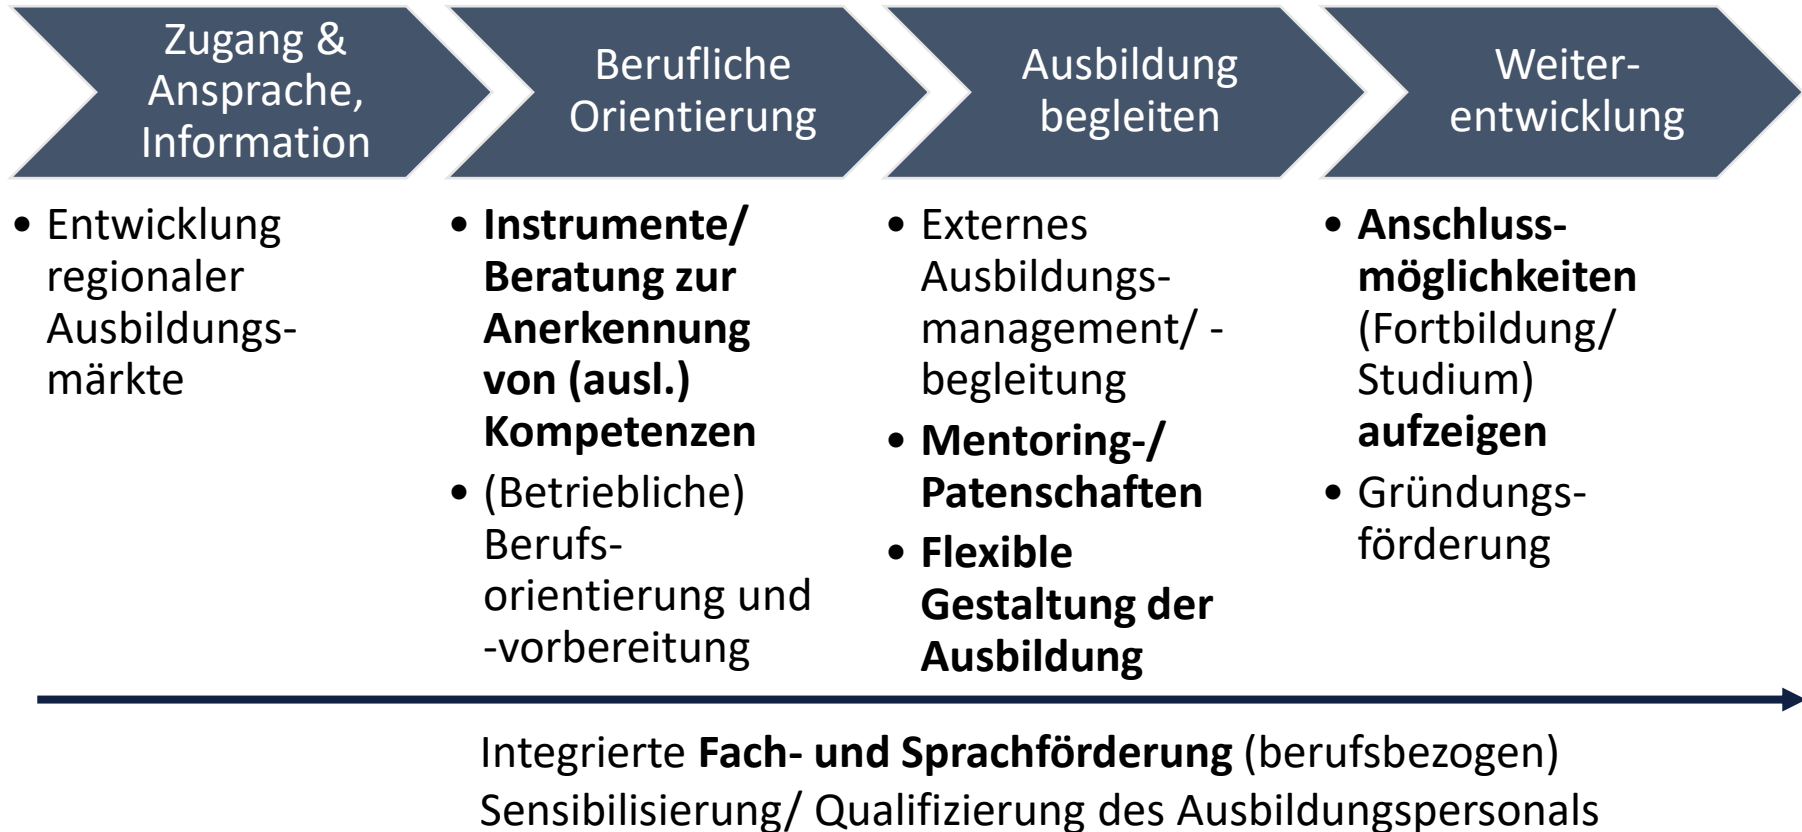 Zugang &
Ansprache,
Information
Berufliche
Orientierung
Ausbildung
begleiten
Weiter-
entwicklung
• Entwicklung
regionaler
Ausbildungs-
märkte
• Instrumente/
Beratung zur
Anerkennung
von (ausl.)
Kompetenzen
• (Betriebliche)
Berufs-
orientierung und
-vorbereitung
• Externes
Ausbildungs-
management/ -
begleitung
• Mentoring-/
Patenschaften
• Flexible
Gestaltung der
Ausbildung
• Anschluss-
möglichkeiten
(Fortbildung/
Studium)
aufzeigen
• Gründungs-
förderung
Integrierte Fach- und Sprachförderung (berufsbezogen)
Sensibilisierung/ Qualifizierung des Ausbildungspersonals